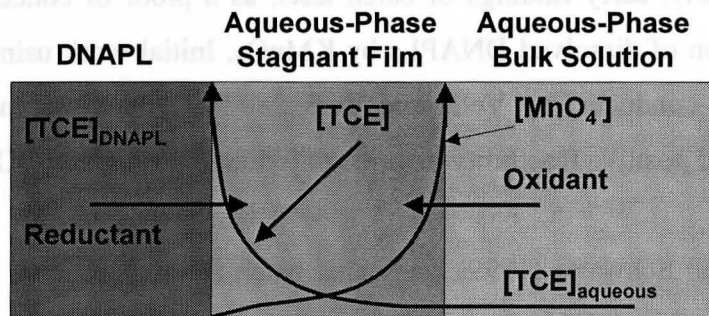 DNAPL
Aqueous-Phase
Stagnant Film
Aqueous-Phase
Bulk Solution
[TCE]DNAPL
[TCE]
[MnO4]
Reductant
Oxidant
[TCE]aqueous